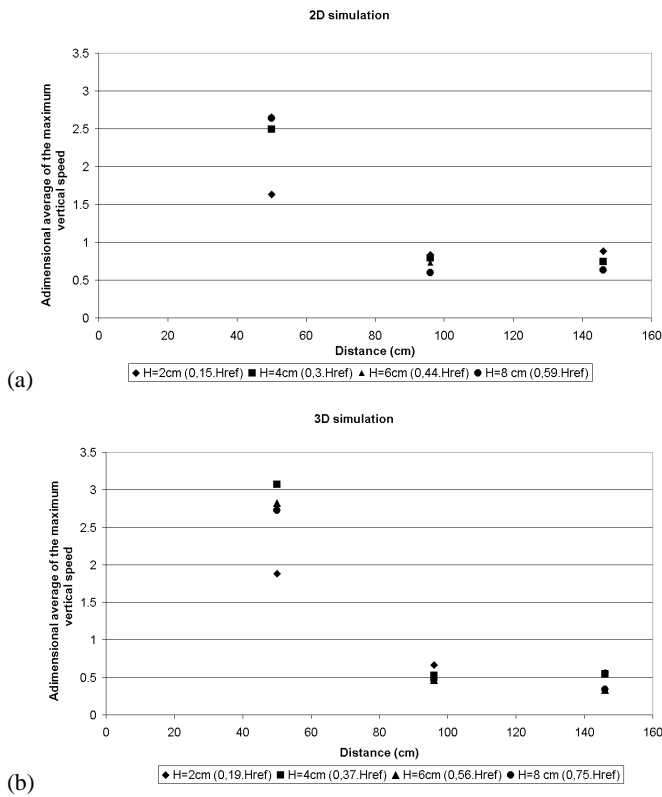 2D simulation
3.5
3
2.5
2
1.5
1
0.5
0
0 20 40 60 80 100 120 140 160
Adimensional average of the maximum
vertical speed
Distance (cm)
H=2cm (0,15.Href) H=4cm (0,3.Href) H=6cm (0,44.Href) H=8 cm (0,59.Href)
(a)
3D simulation
3.5
3
2.5
2
1.5
1
0.5
0
0 20 40 60 80 100 120 140 160
Adimensional average of the maximum
vertical speed
Distance (cm)
H=2cm (0,19.Href) H=4cm (0,37.Href) H=6cm (0,56.Href) H=8 cm (0,75.Href)
(b)